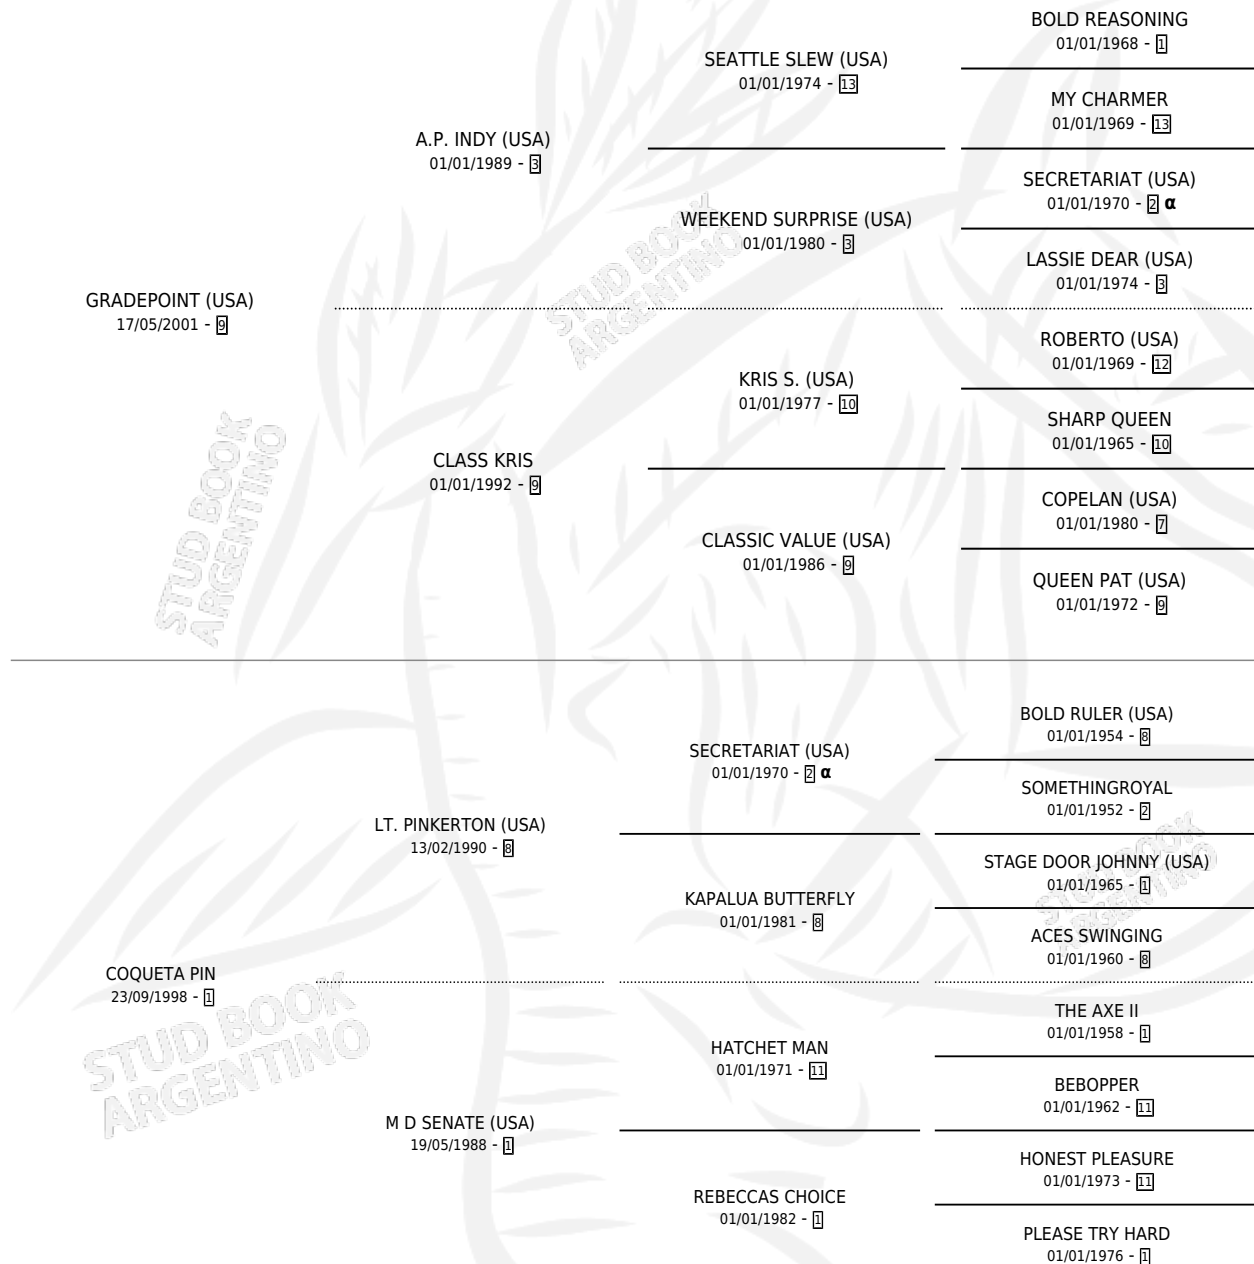 BOLD REASONING
01/01/1968 - 1
SEATTLE SLEW (USA)
01/01/1974 - 13
MY CHARMER
01/01/1969 - 13
A.P. INDY (USA)
01/01/1989 - 3
SECRETARIAT (USA)
01/01/1970 - 2 α
WEEKEND SURPRISE (USA)
01/01/1980 - 3
LASSIE DEAR (USA)
01/01/1974 - 3
GRADEPOINT (USA)
17/05/2001 - 9
ROBERTO (USA)
01/01/1969 - 12
KRIS S. (USA)
01/01/1977 - 10
SHARP QUEEN
01/01/1965 - 10
CLASS KRIS
01/01/1992 - 9
COPELAN (USA)
01/01/1980 - 7
CLASSIC VALUE (USA)
01/01/1986 - 9
QUEEN PAT (USA)
01/01/1972 - 9
BOLD RULER (USA)
01/01/1954 - 8
SECRETARIAT (USA)
01/01/1970 - 2 α
SOMETHINGROYAL
01/01/1952 - 2
LT. PINKERTON (USA)
13/02/1990 - 8
STAGE DOOR JOHNNY (USA)
01/01/1965 - 1
KAPALUA BUTTERFLY
01/01/1981 - 8
ACES SWINGING
01/01/1960 - 8
COQUETA PIN
23/09/1998 - 1
THE AXE II
01/01/1958 - 1
HATCHET MAN
01/01/1971 - 11
BEBOPPER
01/01/1962 - 11
M D SENATE (USA)
19/05/1988 - 1
HONEST PLEASURE
01/01/1973 - 11
REBECCAS CHOICE
01/01/1982 - 1
PLEASE TRY HARD
01/01/1976 - 1
STUD BOOK
ARGENTINO
STUD BOOK
ARGENTINO
STUD BOOK
ARGENTINO
STUD BOOK
ARGENTINO